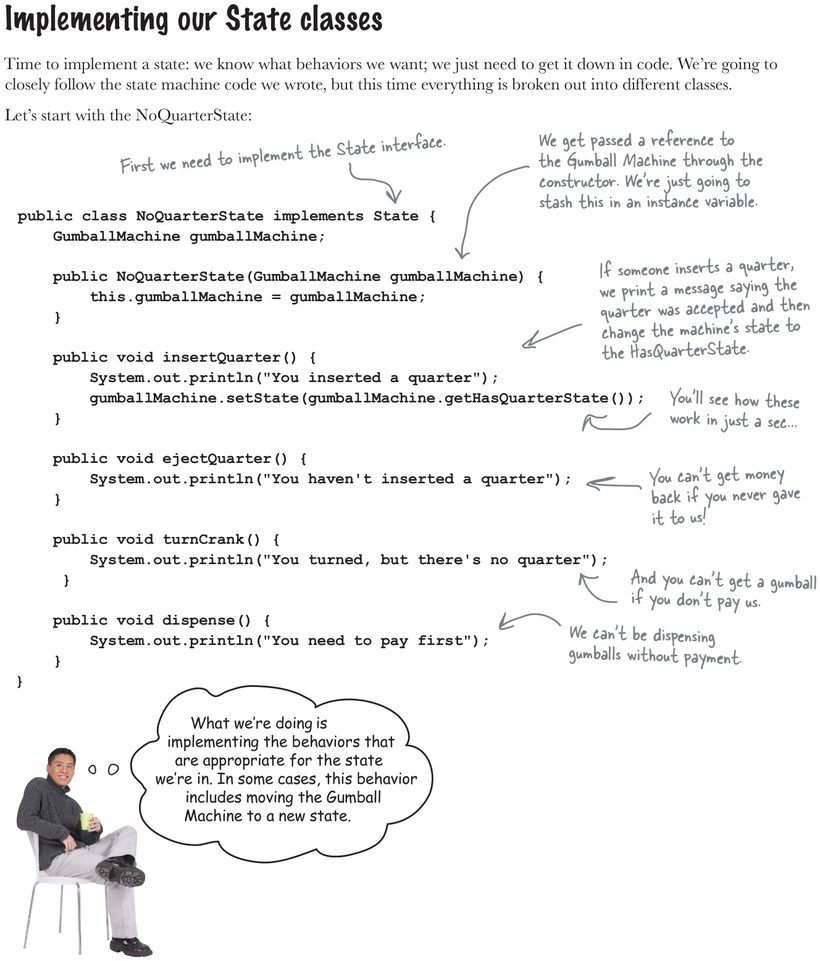 Implementing our State classes
Time to implement a state: we know what behaviors we want; we just need to get it down in code. We're going to
closely follow the state machine code we wrote, but this time everything is broken out into different classes.
Let's start with the NoQuarterState:
First we need to implement the State interface.
We get passed a reference to
the Gumball Machine through the
constructor. We're just going to
stash this in an instance variable.
public class NoQuarterState implements State {
GumballMachine gumballMachine;
public NoQuarterState(GumballMachine gumballMachine) {
this.gumballMachine = gumballMachine;
}
If someone inserts a quarter,
we print a message saying the
quarter was accepted and then
change the machine's state to
the HasQuarterState.
public void insertQuarter() {
System.out.println("You inserted a quarter");
gumballMachine.setState(gumballMachine.getHasQuarterState());
}
You'll see how these
work in just a sec...
public void ejectQuarter() {
System.out.println("You haven't inserted a quarter");
}
You can't get money
back if you never gave
it to us!
public void turnCrank() {
System.out.println("You turned, but there's no quarter");
}
And you can't get a gumball
if you don't pay us.
public void dispense() {
System.out.println("You need to pay first");
}
}
We can't be dispensing
gumballs without payment.
What we're doing is
implementing the behaviors that
are appropriate for the state
we're in. In some cases, this behavior
includes moving the Gumball
Machine to a new state.